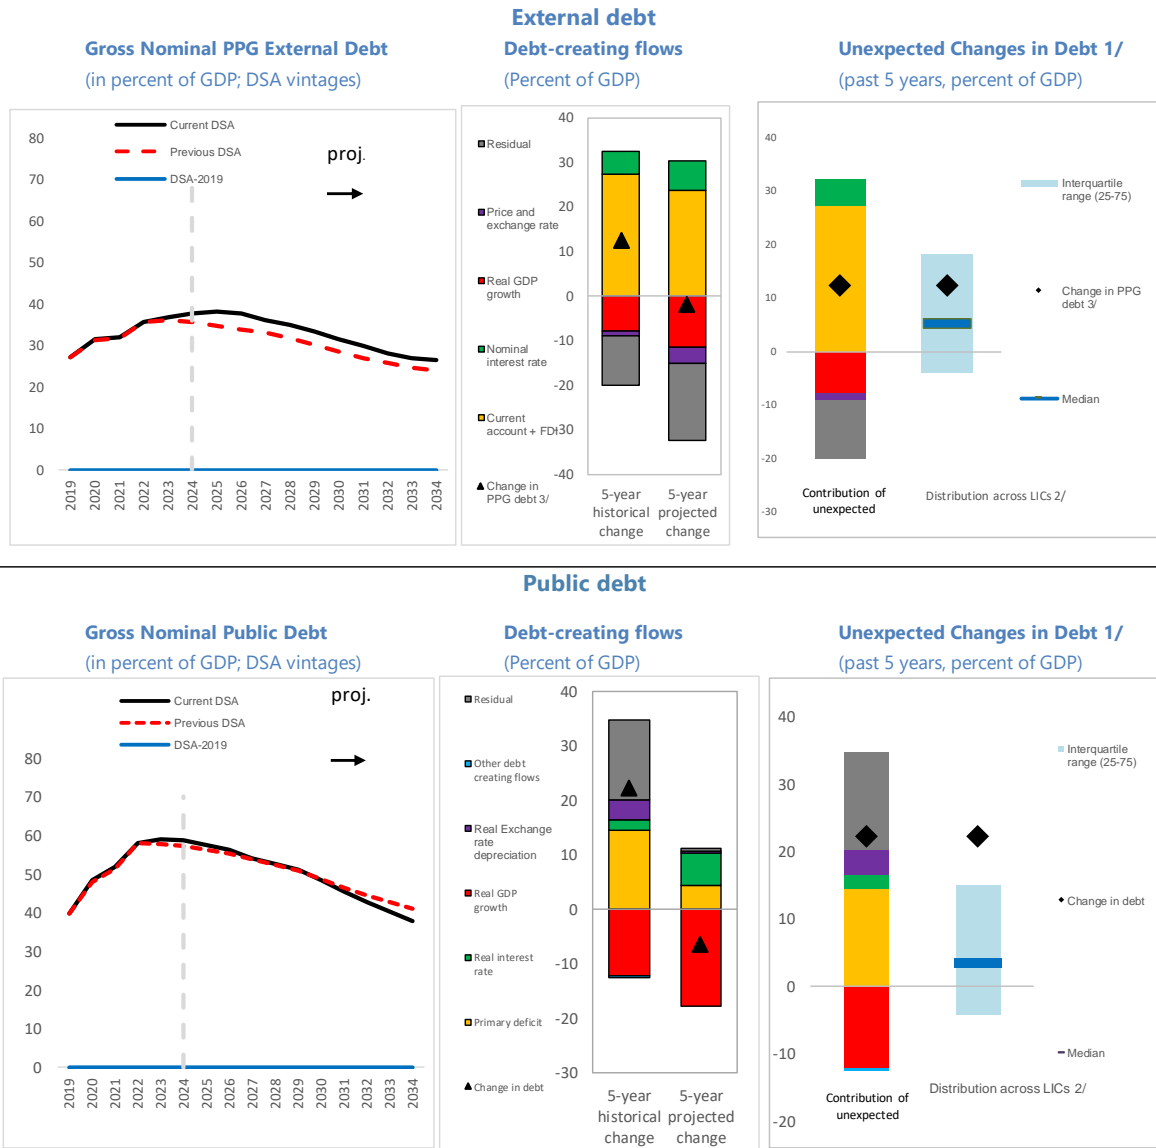 External debt
Gross Nominal PPG External Debt
(in percent of GDP; DSA vintages)
Current DSA
Previous DSA
DSA-2019
proj.
80
70
60
50
40
30
20
10
0
2019
2020
2021
2022
2023
2024
2025
2026
2027
2028
2029
2030
2031
2032
2033
2034
Debt-creating flows
(Percent of GDP)
Residual
Price and
exchange rate
Real GDP
growth
Nominal
interest rate
Current
account + FDI
Change in
PPG debt 3/
40
30
20
10
0
-10
-20
-30
-40
5-year
historical
change
5-year
projected
change
Unexpected Changes in Debt 1/
(past 5 years, percent of GDP)
40
30
20
10
0
-10
-20
-30
Interquartile
range (25-75)
Change in PPG
debt 3/
Median
Contribution of
unexpected
Distribution across LICs 2/
Public debt
Gross Nominal Public Debt
(in percent of GDP; DSA vintages)
Current DSA
Previous DSA
DSA-2019
proj.
80
70
60
50
40
30
20
10
0
2019
2020
2021
2022
2023
2024
2025
2026
2027
2028
2029
2030
2031
2032
2033
2034
Debt-creating flows
(Percent of GDP)
Residual
Other debt
creating flows
Real Exchange
rate
depreciation
Real GDP
growth
Real interest
rate
Primary deficit
Change in debt
40
30
20
10
0
-10
-20
-30
5-year
historical
change
5-year
projected
change
Unexpected Changes in Debt 1/
(past 5 years, percent of GDP)
40
30
20
10
0
-10
-20
Interquartile
range (25-75)
Change in debt
Median
Contribution of
unexpected
Distribution across LICs 2/